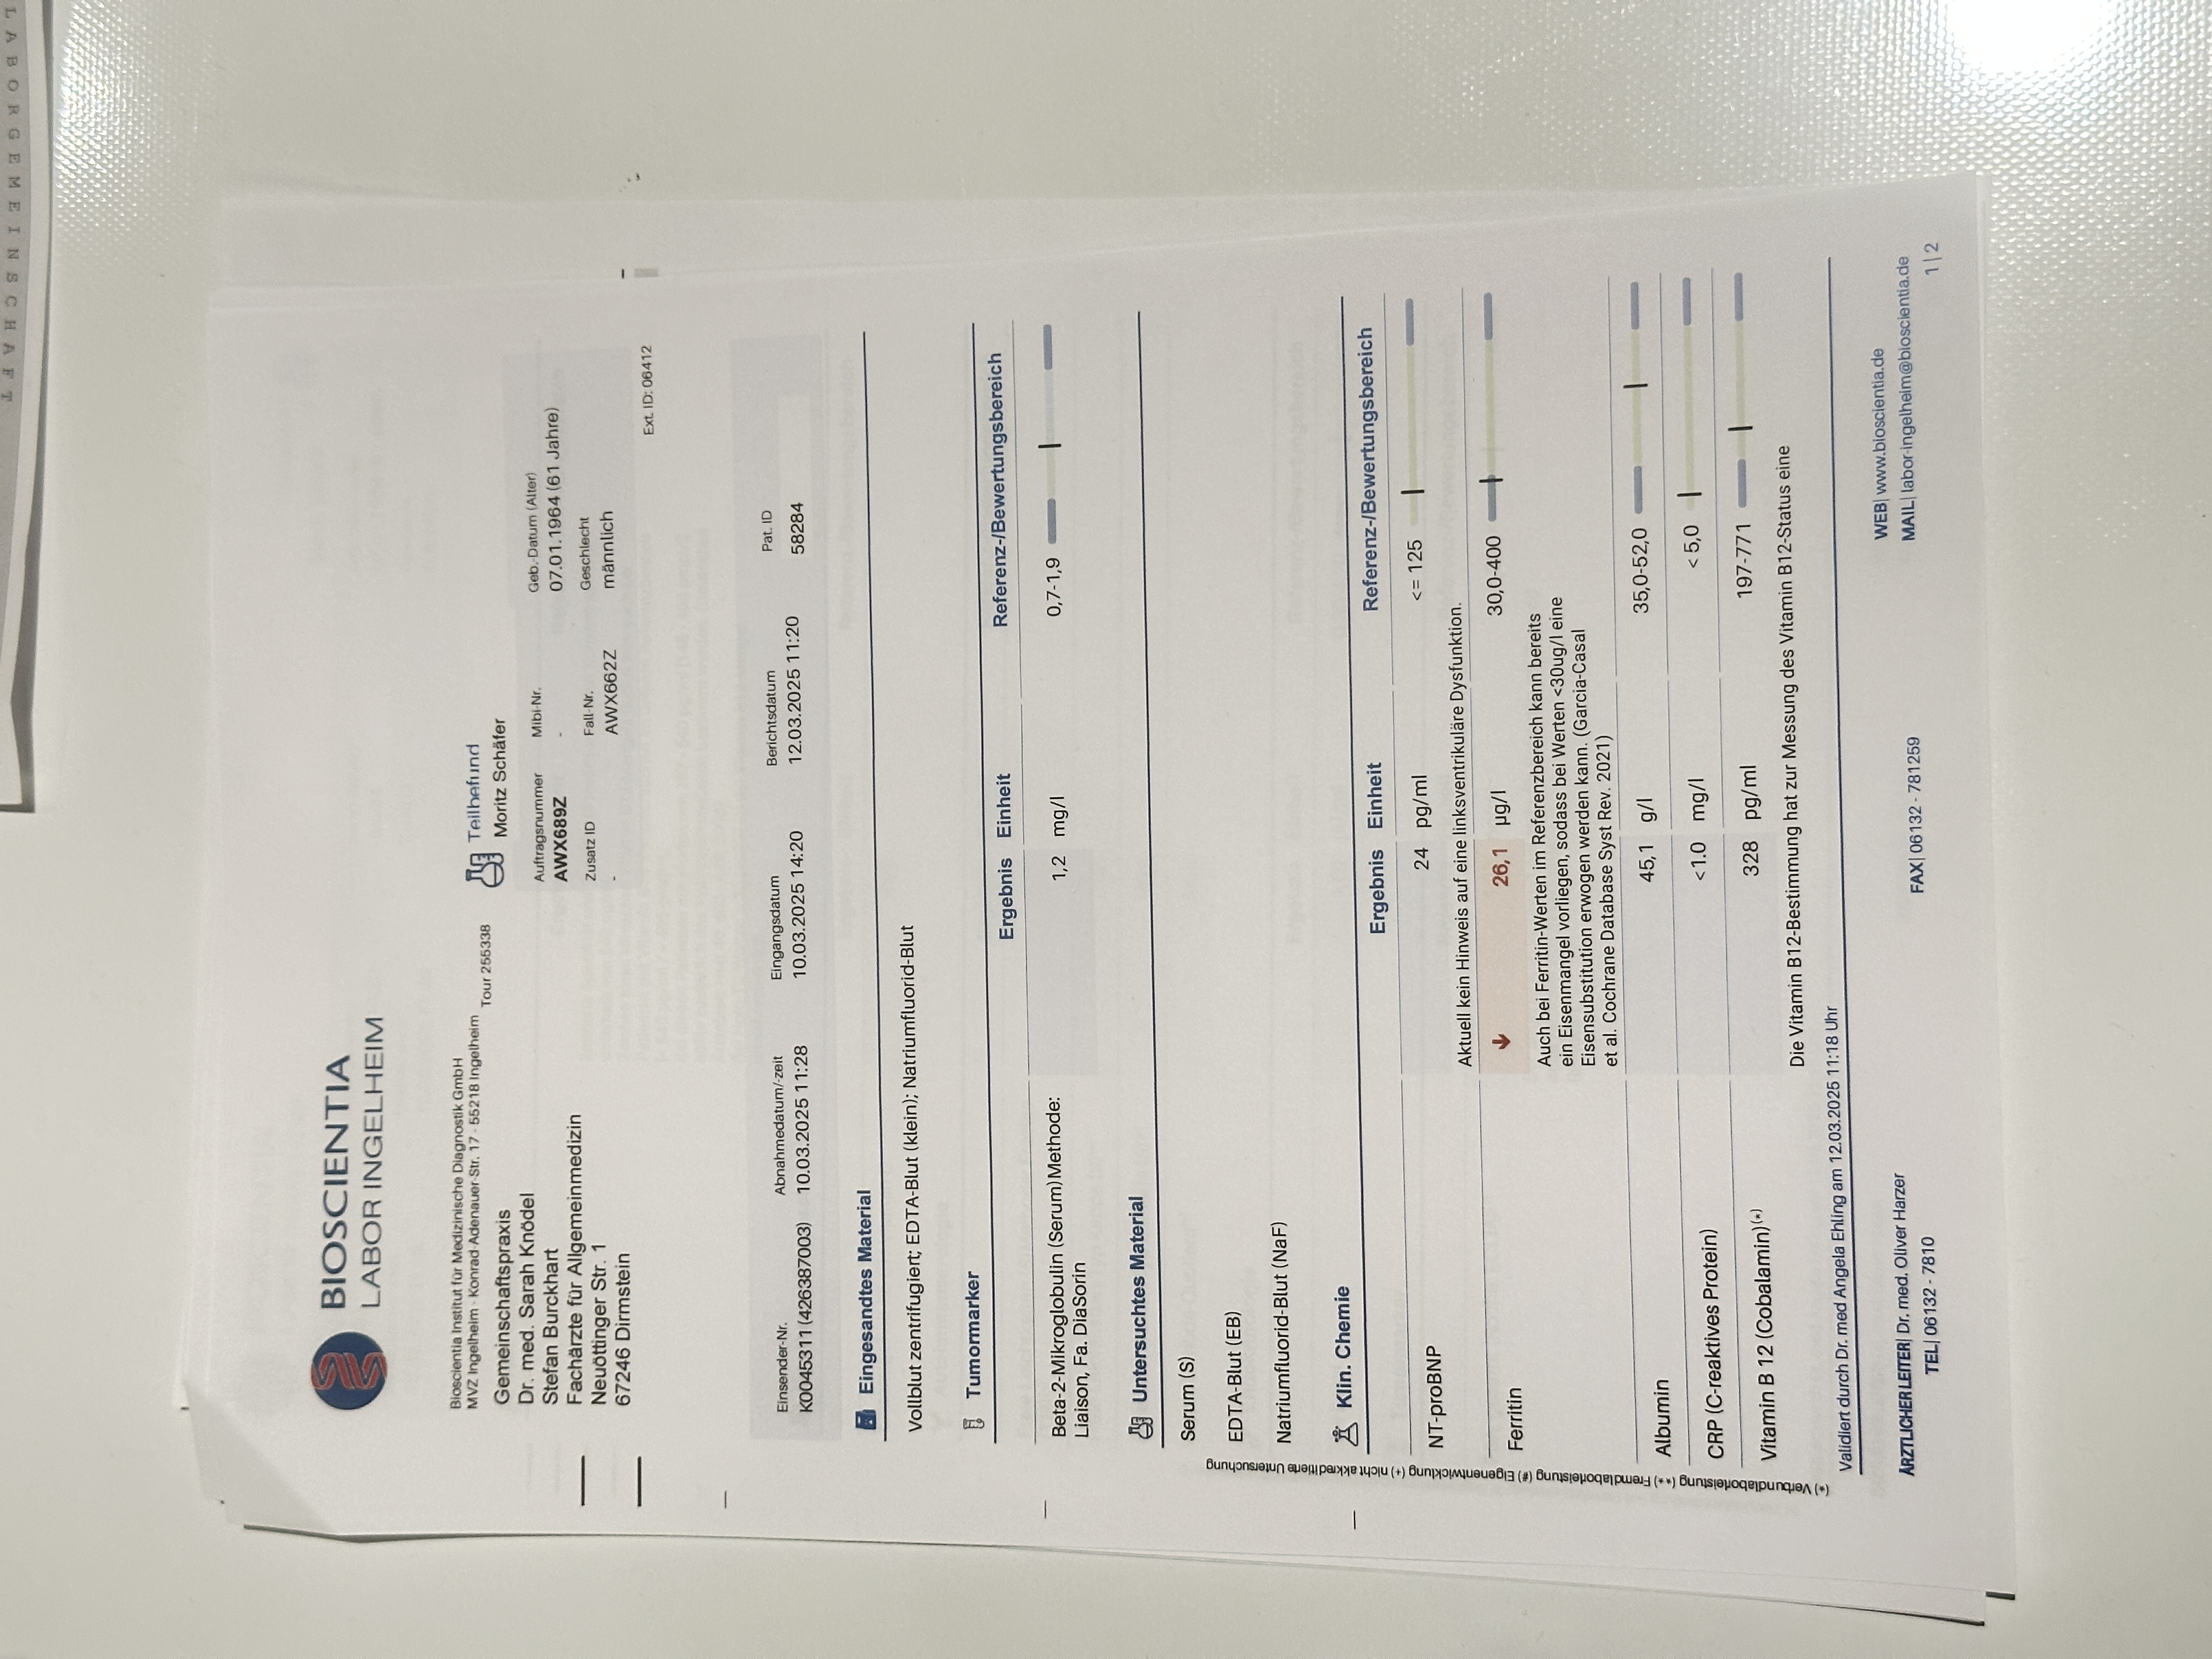 LABORGEMEINSCHAFT
BIOSCIENTIA
LABOR INGELHEIM
Bioscientia Institut für Medizinische Diagnostik GmbH
MVZ Ingelheim · Konrad-Adenauer-Str. 17 · 55218 Ingelheim
Tour 255338
Gemeinschaftspraxis
Dr. med. Sarah Knödel
Stefan Burckhart
Fachärzte für Allgemeinmedizin
Neuöttinger Str. 1
67246 Dirmstein
Teilbefund
Moritz Schäfer
Auftragsnummer Mibi-Nr. Geb.-Datum (Alter)
AWX689Z - 07.01.1964 (61 Jahre)
Zusatz ID Fall-Nr. Geschlecht
- AWX662Z männlich
Ext. ID: 06412
Einsender-Nr. Abnahmedatum/-zeit Eingangsdatum Berichtsdatum Pat. ID
K0045311 (426387003) 10.03.2025 11:28 10.03.2025 14:20 12.03.2025 11:20 58284
Eingesandtes Material
Vollblut zentrifugiert; EDTA-Blut (klein); Natriumfluorid-Blut
Tumormarker
Ergebnis Einheit Referenz-/Bewertungsbereich
Beta-2-Mikroglobulin (Serum) Methode: 1,2 mg/l 0,7-1,9
Liaison, Fa. DiaSorin
Untersuchtes Material
Serum (S)
EDTA-Blut (EB)
Natriumfluorid-Blut (NaF)
Klin. Chemie
Ergebnis Einheit Referenz-/Bewertungsbereich
NT-proBNP 24 pg/ml <= 125
Aktuell kein Hinweis auf eine linksventrikuläre Dysfunktion.
Ferritin ↓ 26,1 µg/l 30,0-400
Auch bei Ferritin-Werten im Referenzbereich kann bereits
ein Eisenmangel vorliegen, sodass bei Werten <30ug/l eine
Eisensubstitution erwogen werden kann. (Garcia-Casal
et al. Cochrane Database Syst Rev. 2021)
Albumin 45,1 g/l 35,0-52,0
CRP (C-reaktives Protein) <1.0 mg/l < 5,0
Vitamin B 12 (Cobalamin)(*) 328 pg/ml 197-771
Die Vitamin B12-Bestimmung hat zur Messung des Vitamin B12-Status eine
(*) Verbundlaborleistung (**) Fremdlaborleistung (#) Eigenentwicklung (+) nicht akkreditierte Untersuchung
Validiert durch Dr. med Angela Ehling am 12.03.2025 11:18 Uhr
ÄRZTLICHER LEITER| Dr. med. Oliver Harzer
TEL| 06132 - 7810
FAX| 06132 - 781259
WEB| www.bioscientia.de
MAIL| labor-ingelheim@bioscientia.de
1|2